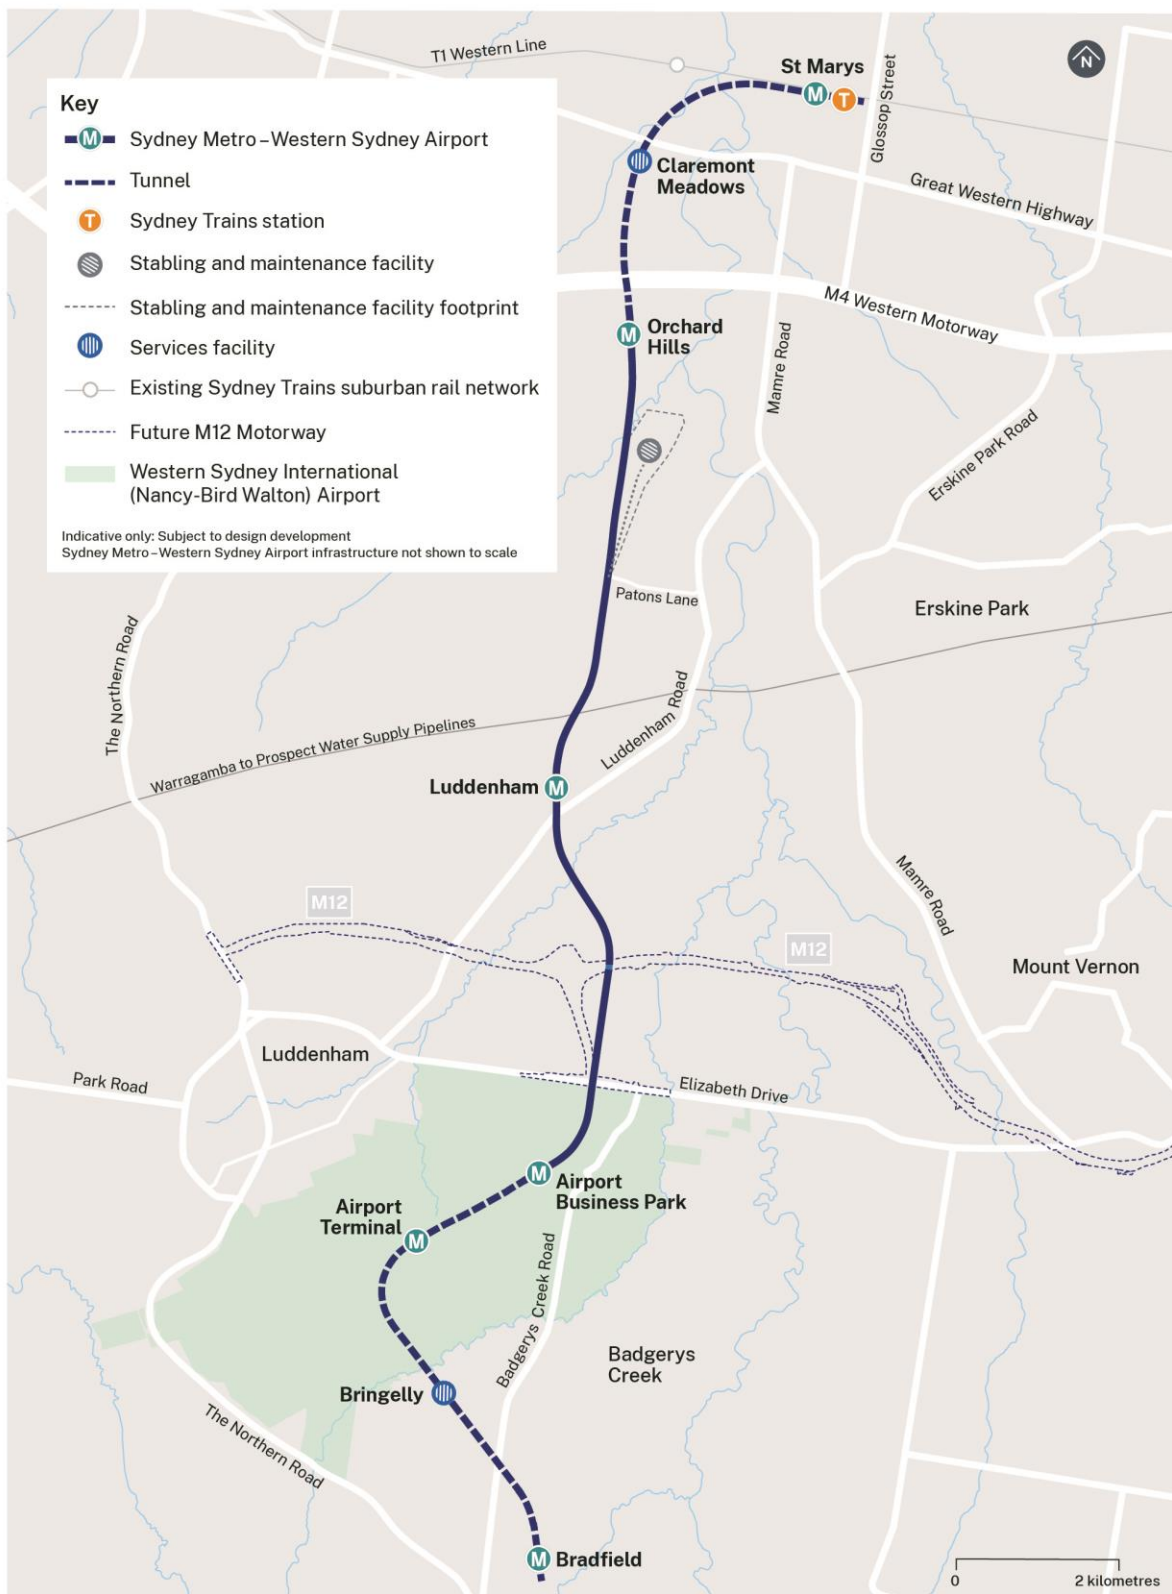 T1 Western Line
St Marys
N
M
T
Glossop Street
Key
M Sydney Metro – Western Sydney Airport
Tunnel
T Sydney Trains station
Stabling and maintenance facility
Stabling and maintenance facility footprint
Services facility
Existing Sydney Trains suburban rail network
Future M12 Motorway
Western Sydney International
(Nancy-Bird Walton) Airport
Indicative only: Subject to design development
Sydney Metro – Western Sydney Airport infrastructure not shown to scale
Claremont
Meadows
Great Western Highway
M4 Western Motorway
M
Orchard
Hills
Mamre Road
Erskine Park Road
Patons Lane
Erskine Park
The Northern Road
Warragamba to Prospect Water Supply Pipelines
Luddenham Road
Luddenham
M
M12
M12
Mamre Road
Mount Vernon
Luddenham
Park Road
Elizabeth Drive
M
Airport
Business Park
Airport
Terminal
M
Badgerys Creek Road
Badgerys
Creek
Bringelly
The Northern Road
M
Bradfield
0
2 kilometres